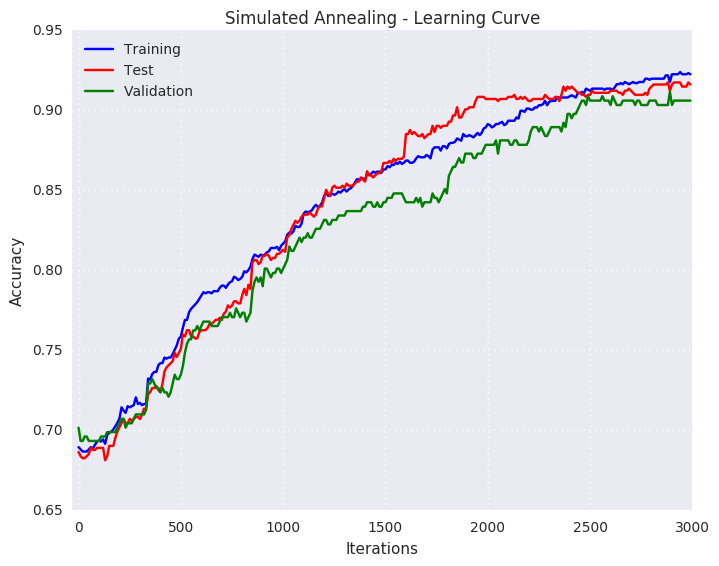 Simulated Annealing - Learning Curve
Training
Test
Validation
0.95
0.90
0.85
0.80
0.75
0.70
0.65
Accuracy
0 500 1000 1500 2000 2500 3000
Iterations